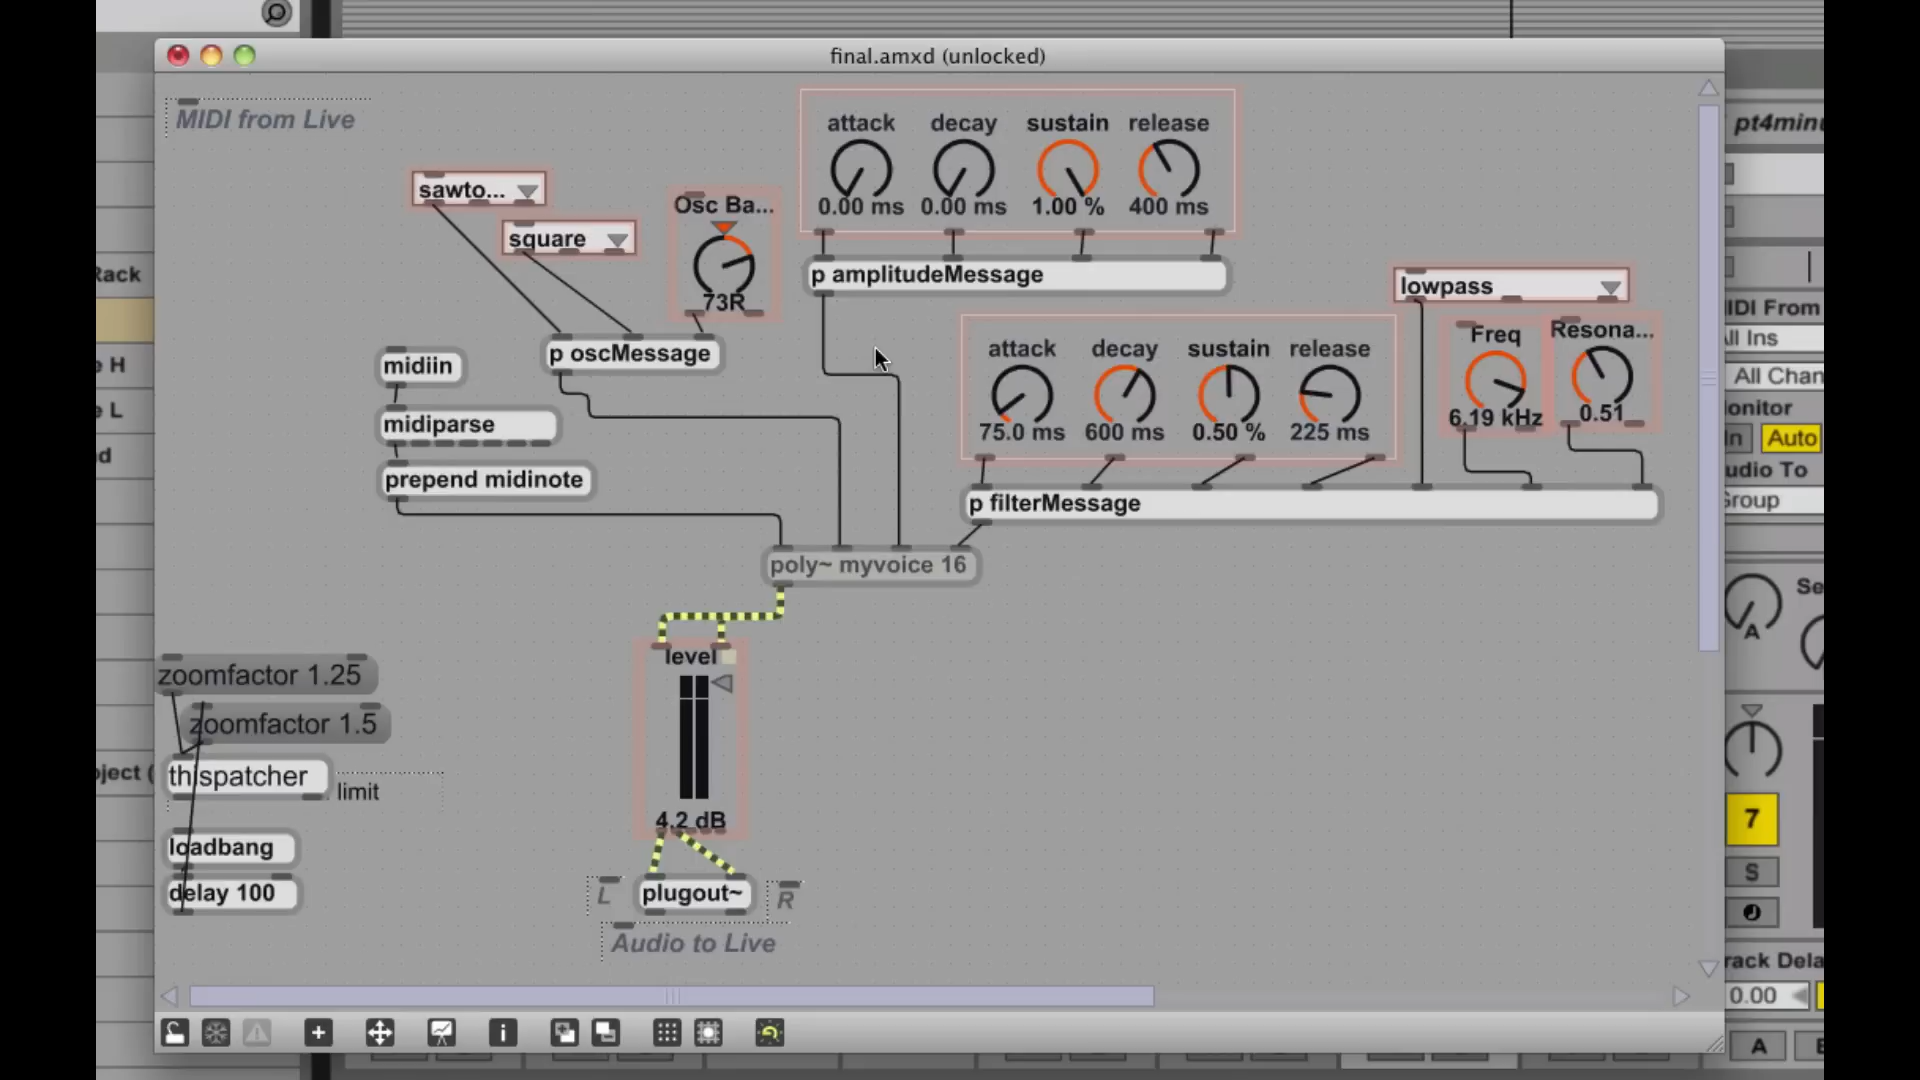 final.amxd (unlocked)
MIDI from Live
attack decay sustain release
0.00 ms 0.00 ms 1.00 % 400 ms
sawto...
square
Osc Ba...
73R
p amplitudeMessage
lowpass
p oscMessage
midiin
midiparse
prepend midinote
attack decay sustain release
75.0 ms 600 ms 0.50 % 225 ms
Freq
6.19 kHz
Resona...
0.51
p filterMessage
poly~ myvoice 16
zoomfactor 1.25
zoomfactor 1.5
thispatcher
limit
loadbang
delay 100
level
4.2 dB
L
plugout~
R
Audio to Live
Rack
e H
e L
d
ject (
pt4minu
IDI From
ll Ins
All Chan
onitor
In Auto
udio To
Group
Se
A
7
S
rack Dela
0.00
A